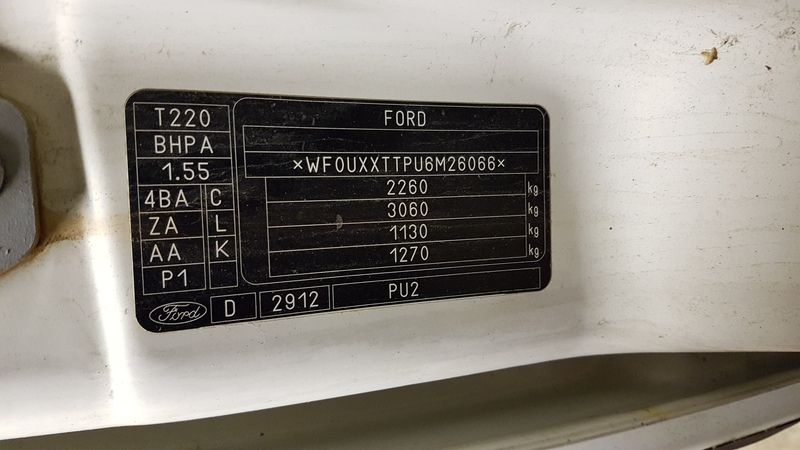 T220
BHPA
1.55
4BA C
ZA L
AA K
P1
FORD
×WF0UXXTTPU6M26066×
2260 kg
3060 kg
1130 kg
1270 kg
Ford D 2912 PU2